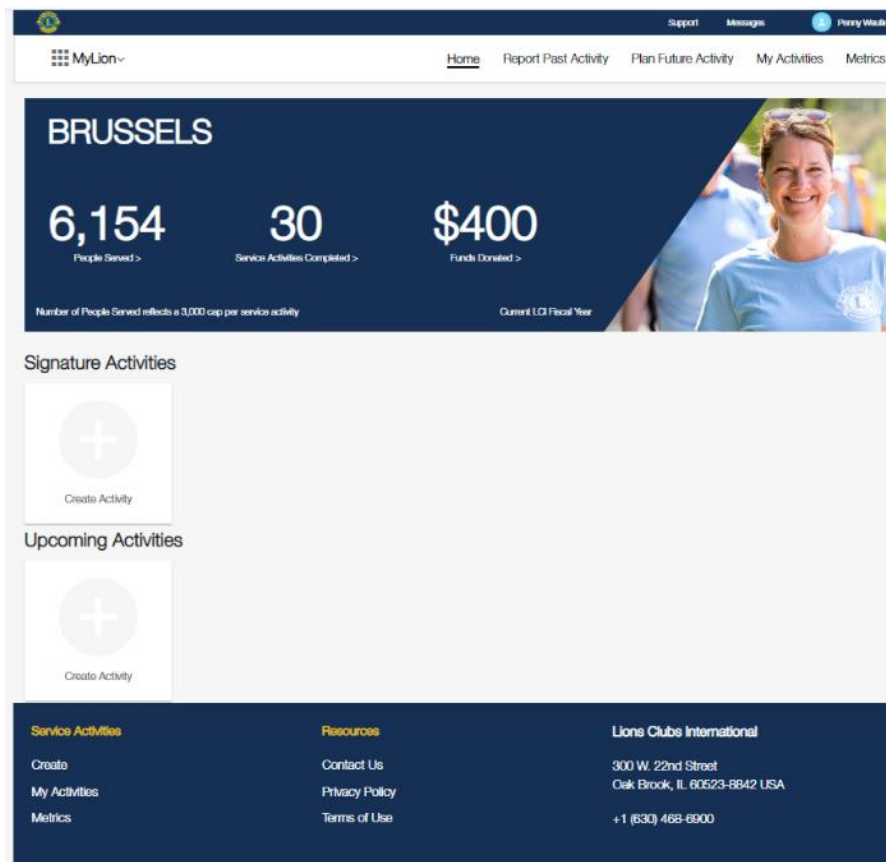 Support Messages Penny
MyLion
Home Report Past Activity Plan Future Activity My Activities Metrics
BRUSSELS
6,154 30 $400
People Served > Service Activities Completed > Funds Donated >
Number of People Served reflects a 3,000 cap per service activity Current LCI Fiscal Year
Signature Activities
Create Activity
Upcoming Activities
Create Activity
Service Activities Resources Lions Clubs International
Create Contact Us 300 W. 22nd Street
My Activities Privacy Policy Oak Brook, IL 60523-8842 USA
Metrics Terms of Use +1 (630) 468-6900